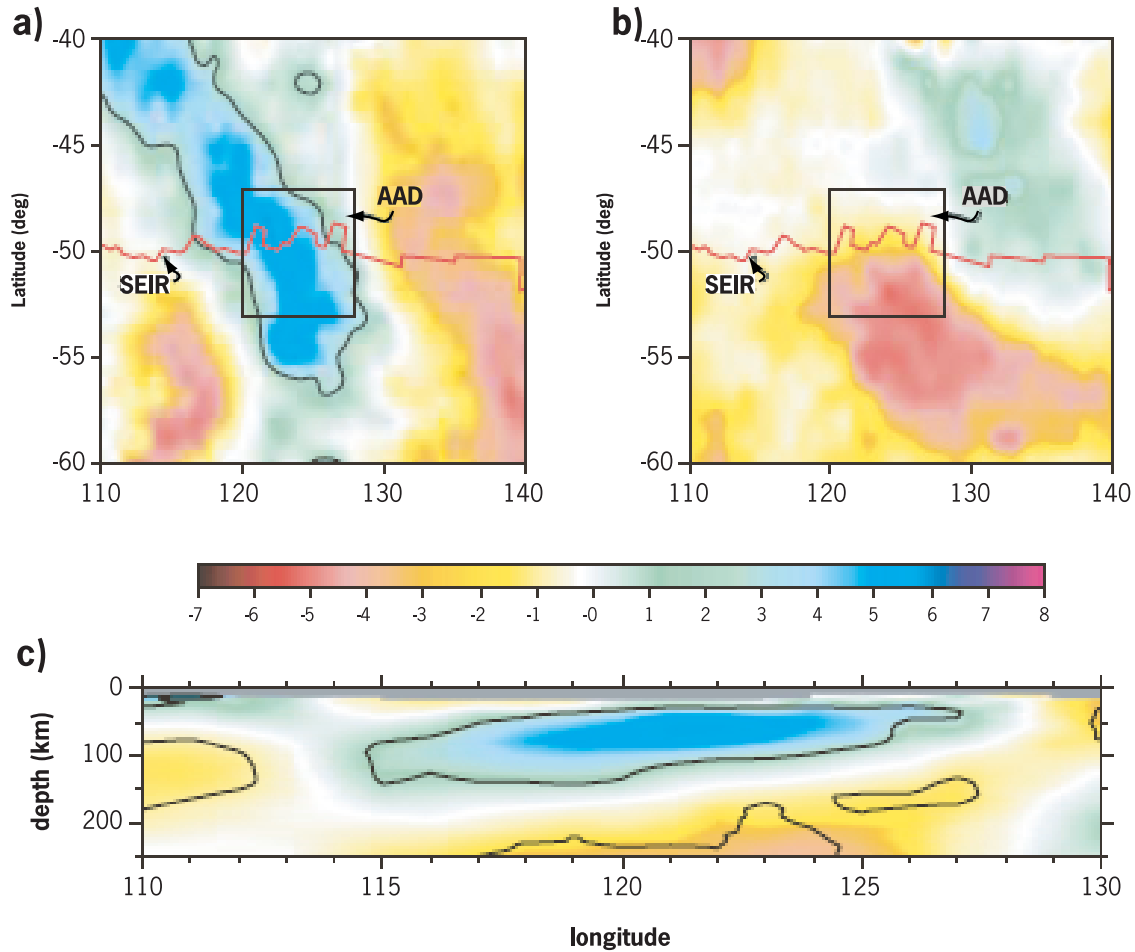 a)
b)
-40
-45
-50
-55
-60
Latitude (deg)
AAD
SEIR
110 120 130 140
-40
-45
-50
-55
-60
Latitude (deg)
AAD
SEIR
110 120 130 140
-7 -6 -5 -4 -3 -2 -1 -0 1 2 3 4 5 6 7 8
c)
0
100
200
depth (km)
110 115 120 125 130
longitude